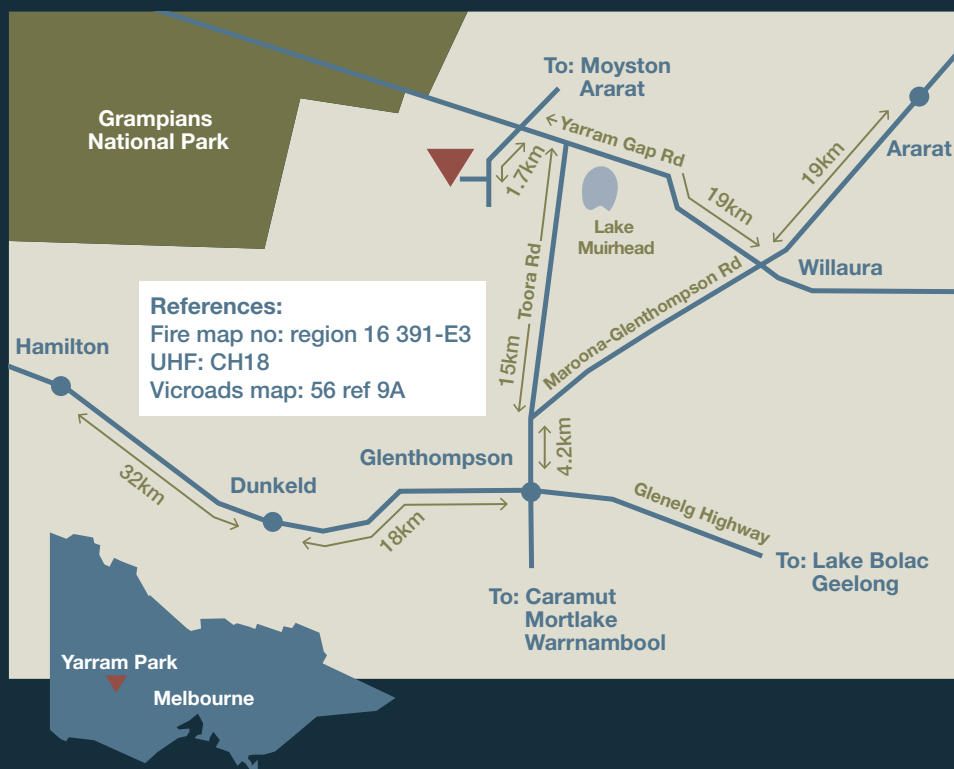 Grampians
National Park
To: Moyston
Ararat
Yarram Gap Rd
1.7km
19km
19km
Ararat
Lake
Muirhead
Toora Rd
15km
Maroona-Glenthompson Rd
Willaura
References:
Fire map no: region 16 391-E3
UHF: CH18
Vicroads map: 56 ref 9A
Hamilton
32km
Dunkeld
18km
Glenthompson
4.2km
Glenelg Highway
To: Lake Bolac
Geelong
To: Caramut
Mortlake
Warrnambool
Yarram Park
Melbourne